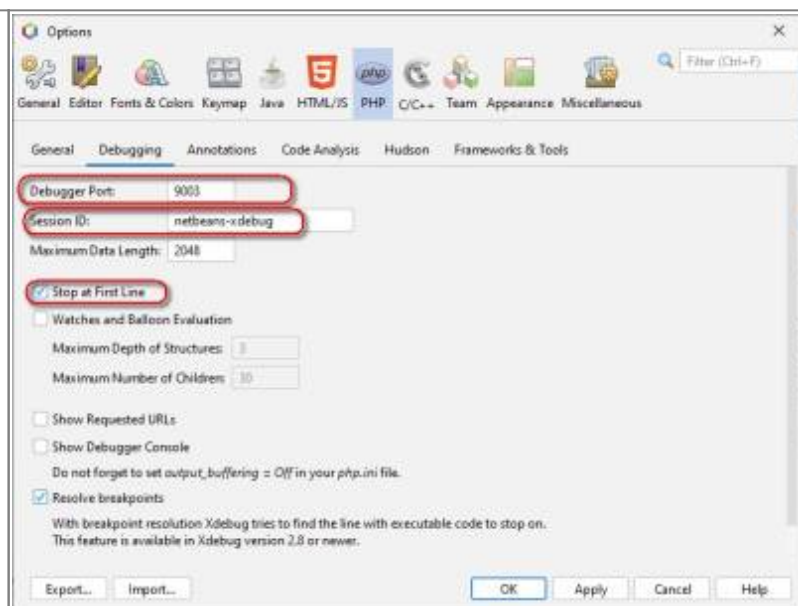 Options
Filter (Ctrl+F)
General Editor Fonts & Colors Keymap Java HTML/JS PHP C/C++ Team Appearance Miscellaneous
General Debugging Annotations Code Analysis Hudson Frameworks & Tools
Debugger Port: 9003
Session ID: netbeans-xdebug
Maximum Data Length: 2048
Stop at First Line
Watches and Balloon Evaluation
Maximum Depth of Structures: 3
Maximum Number of Children: 30
Show Requested URLs
Show Debugger Console
Do not forget to set output_buffering = Off in your php.ini file.
Resolve breakpoints
With breakpoint resolution Xdebug tries to find the line with executable code to stop on.
This feature is available in Xdebug version 2.8 or newer.
Export... Import... OK Apply Cancel Help